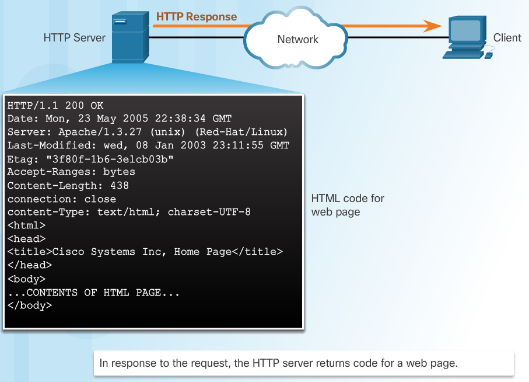 HTTP Response
HTTP Server
Network
Client
HTTP/1.1 200 OK
Date: Mon, 23 May 2005 22:38:34 GMT
Server: Apache/1.3.27 (unix) (Red-Hat/Linux)
Last-Modified: wed, 08 Jan 2003 23:11:55 GMT
Etag: "3f80f-1b6-3elcb03b"
Accept-Ranges: bytes
Content-Length: 438
connection: close
content-Type: text/html; charset-UTF-8
<html>
<head>
<title>Cisco Systems Inc, Home Page</title>
</head>
<body>
...CONTENTS OF HTML PAGE...
</body>
HTML code for
web page
In response to the request, the HTTP server returns code for a web page.